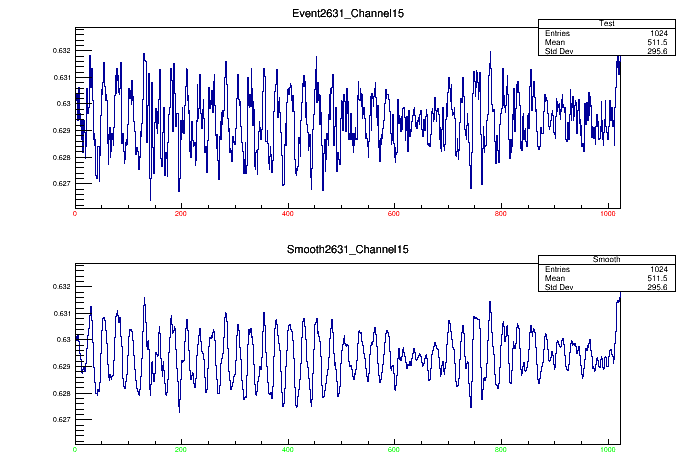 Event2631_Channel15
Test
Entries 1024
Mean 511.5
Std Dev 295.6
0.632
0.631
0.63
0.629
0.628
0.627
0 200 400 600 800 1000
Smooth2631_Channel15
Smooth
Entries 1024
Mean 511.5
Std Dev 295.6
0.632
0.631
0.63
0.629
0.628
0.627
0 200 400 600 800 1000